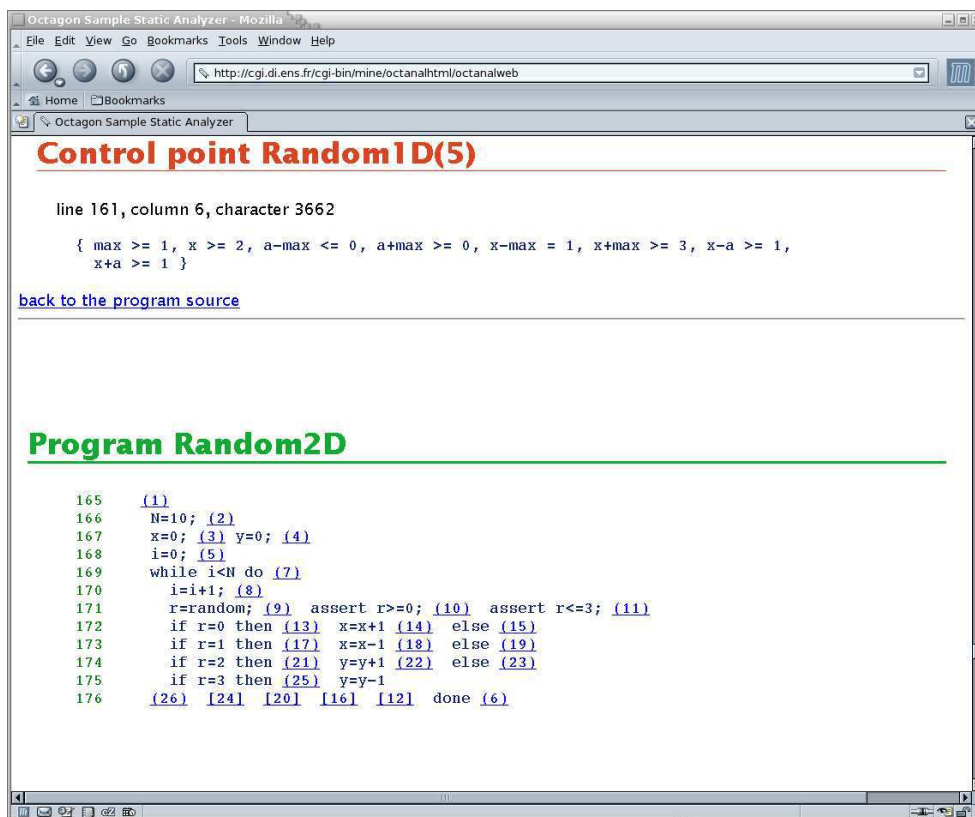 Octagon Sample Static Analyzer - Mozilla
File Edit View Go Bookmarks Tools Window Help
http://cgi.di.ens.fr/cgi-bin/mine/octanalhtml/octanalweb
Home Bookmarks
Octagon Sample Static Analyzer
Control point Random1D(5)
line 161, column 6, character 3662
{ max >= 1, x >= 2, a-max <= 0, a+max >= 0, x-max = 1, x+max >= 3, x-a >= 1,
x+a >= 1 }
back to the program source
Program Random2D
165 (1)
166 N=10; (2)
167 x=0; (3) y=0; (4)
168 i=0; (5)
169 while i<N do (7)
170 i=i+1; (8)
171 r=random; (9) assert r>=0; (10) assert r<=3; (11)
172 if r=0 then (13) x=x+1 (14) else (15)
173 if r=1 then (17) x=x-1 (18) else (19)
174 if r=2 then (21) y=y+1 (22) else (23)
175 if r=3 then (25) y=y-1
176 (26) [24] [20] [16] [12] done (6)